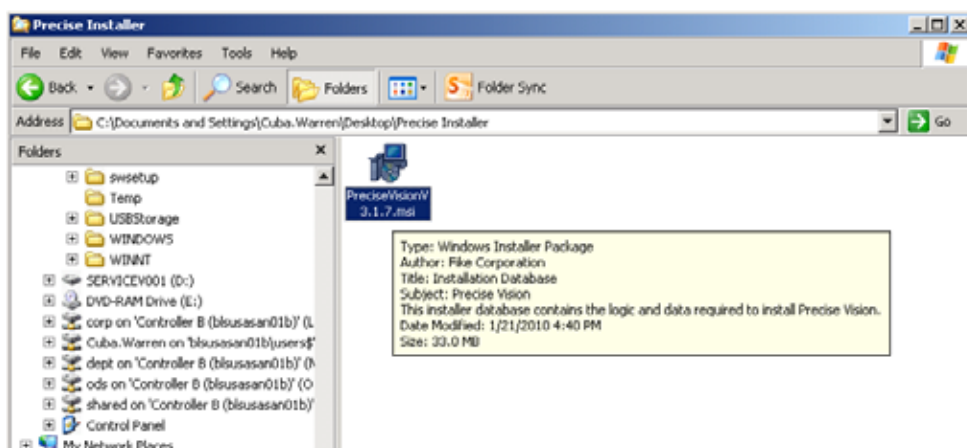 Precise Installer
File Edit View Favorites Tools Help
Back Search Folders Folder Sync
Address C:\Documents and Settings\Cuba.Warren\Desktop\Precise Installer Go
Folders x
swsetup
Temp
USBStorage
WINDOWS
WINNT
SERVICEV001 (D:)
DVD-RAM Drive (E:)
corp on 'Controller B (blsusasan01b)' (L
Cuba.Warren on 'blsusasan01b\users$'
dept on 'Controller B (blsusasan01b)' (N
ods on 'Controller B (blsusasan01b)' (O
shared on 'Controller B (blsusasan01b)'
Control Panel
My Network Places
PreciseVisionV
3.1.7.msi
Type: Windows Installer Package
Author: Fike Corporation
Title: Installation Database
Subject: Precise Vision
This installer database contains the logic and data required to install Precise Vision.
Date Modified: 1/21/2010 4:40 PM
Size: 33.0 MB